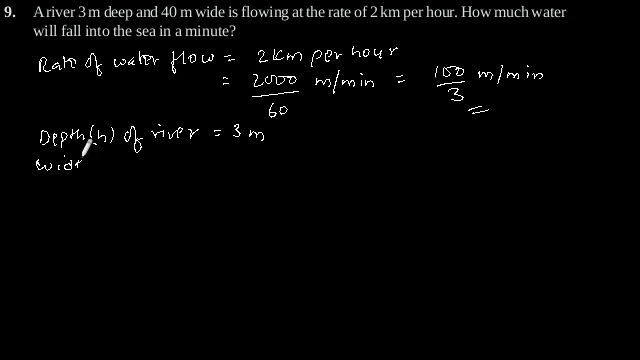 9. A river 3 m deep and 40 m wide is flowing at the rate of 2 km per hour. How much water
will fall into the sea in a minute?
Rate of water flow = 2km per hour
= 2000/60 m/min = 100/3 m/min
Depth(h) of river = 3 m
widt